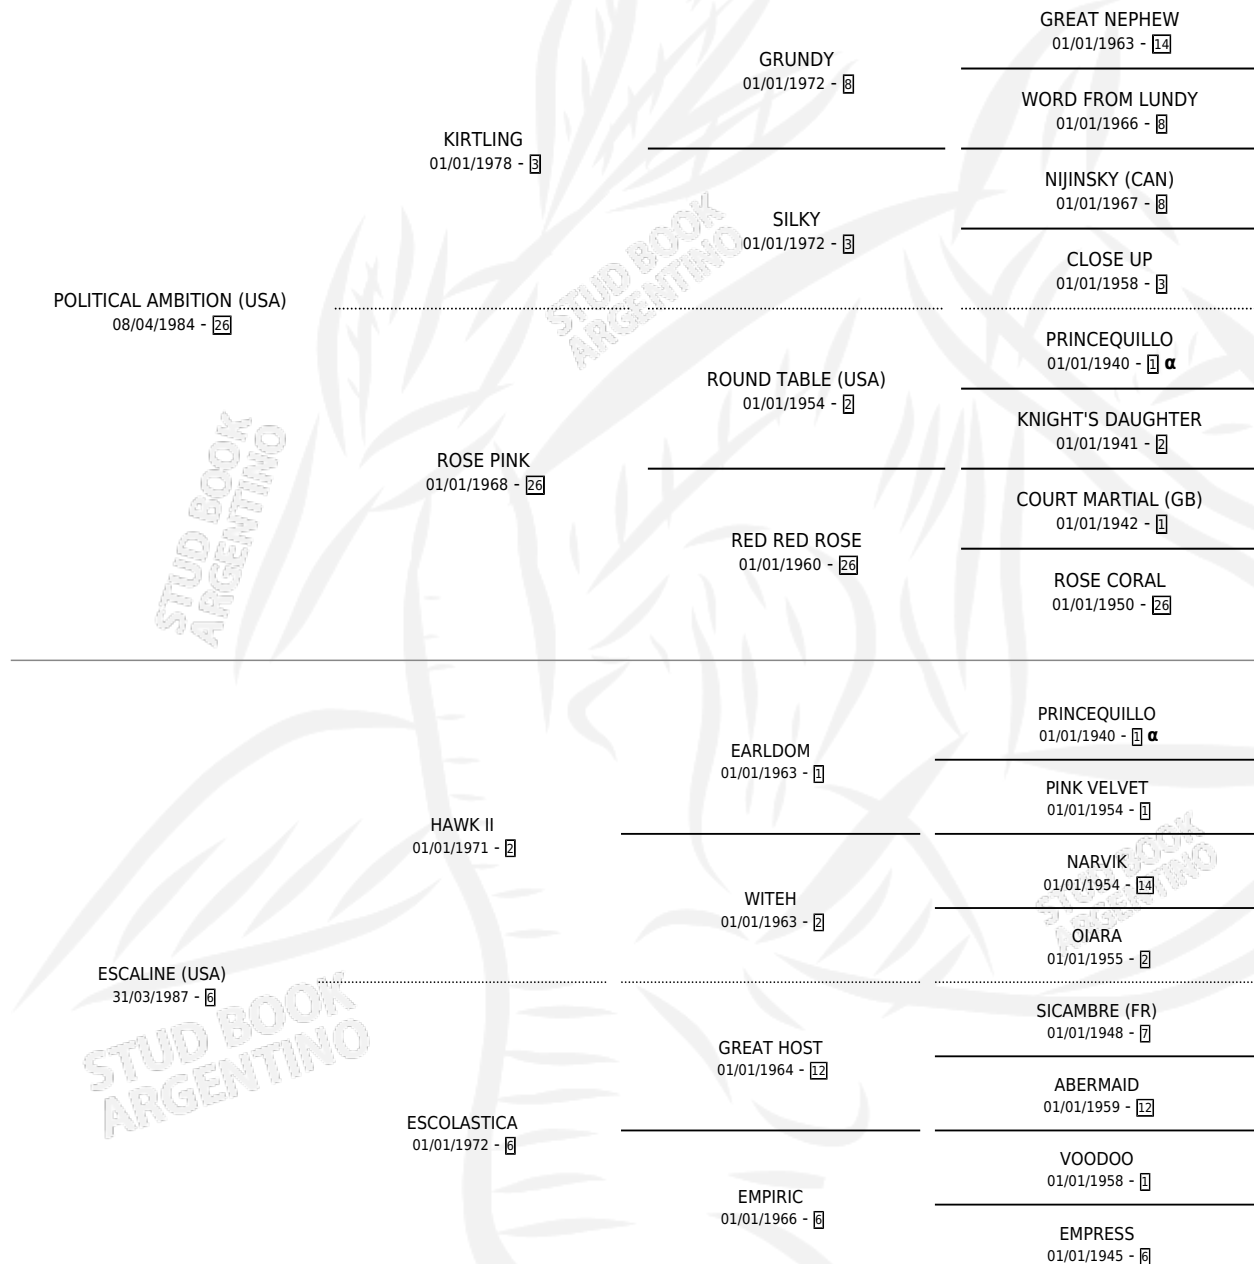 GREAT NEPHEW
01/01/1963 - 14
GRUNDY
01/01/1972 - 8
WORD FROM LUNDY
01/01/1966 - 8
KIRTLING
01/01/1978 - 3
NIJINSKY (CAN)
01/01/1967 - 8
SILKY
01/01/1972 - 3
CLOSE UP
01/01/1958 - 3
POLITICAL AMBITION (USA)
08/04/1984 - 26
PRINCEQUILLO
01/01/1940 - 1 α
ROUND TABLE (USA)
01/01/1954 - 2
KNIGHT'S DAUGHTER
01/01/1941 - 2
ROSE PINK
01/01/1968 - 26
COURT MARTIAL (GB)
01/01/1942 - 1
RED RED ROSE
01/01/1960 - 26
ROSE CORAL
01/01/1950 - 26
PRINCEQUILLO
01/01/1940 - 1 α
EARLDOM
01/01/1963 - 1
PINK VELVET
01/01/1954 - 1
HAWK II
01/01/1971 - 2
NARVIK
01/01/1954 - 14
WITEH
01/01/1963 - 2
OIARA
01/01/1955 - 2
ESCALINE (USA)
31/03/1987 - 6
SICAMBRE (FR)
01/01/1948 - 7
GREAT HOST
01/01/1964 - 12
ABERMAID
01/01/1959 - 12
ESCOLASTICA
01/01/1972 - 6
VOODOO
01/01/1958 - 1
EMPIRIC
01/01/1966 - 6
EMPRESS
01/01/1945 - 6
STUD BOOK
ARGENTINO
STUD BOOK
ARGENTINO
STUD BOOK
ARGENTINO
STUD BOOK
ARGENTINO